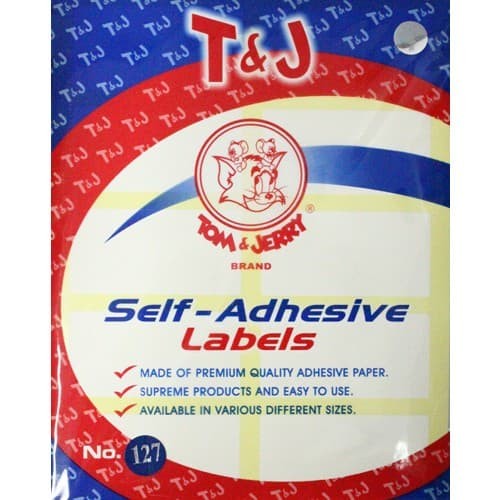 T&J
TOM & JERRY ®
BRAND
Self-Adhesive
Labels
MADE OF PREMIUM QUALITY ADHESIVE PAPER.
SUPREME PRODUCTS AND EASY TO USE.
AVAILABLE IN VARIOUS DIFFERENT SIZES.
No. 127